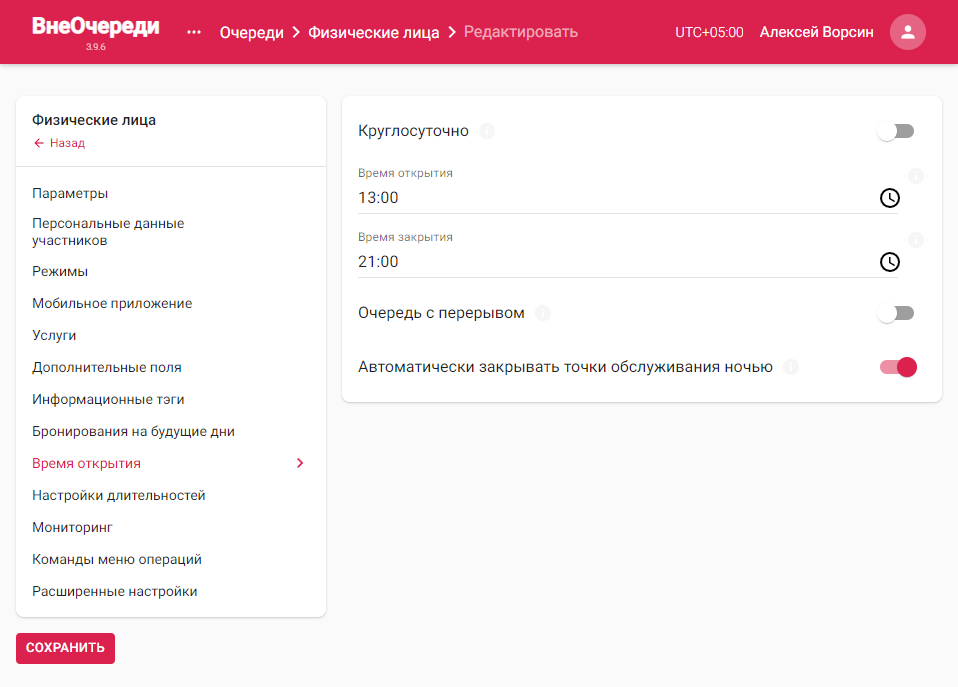 ВнеОчереди
3.9.6
··· Очереди > Физические лица > Редактировать
UTC+05:00 Алексей Ворсин
Физические лица
← Назад
Параметры
Персональные данные
участников
Режимы
Мобильное приложение
Услуги
Дополнительные поля
Информационные тэги
Бронирования на будущие дни
Время открытия
Настройки длительностей
Мониторинг
Команды меню операций
Расширенные настройки
СОХРАНИТЬ
Круглосуточно
Время открытия
13:00
Время закрытия
21:00
Очередь с перерывом
Автоматически закрывать точки обслуживания ночью